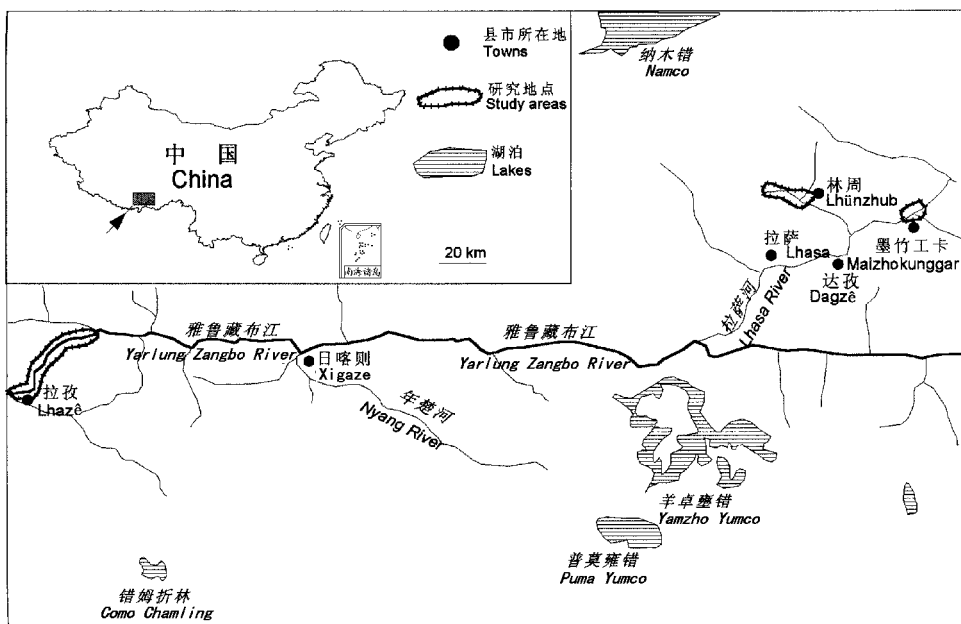 县市所在地
Towns
研究地点
Study areas
湖泊
Lakes
中 国
China
南海诸岛
20 km
纳木错
Namco
林周
Lhünzhub
拉萨
Lhasa
墨竹工卡
Maizhokunggar
达孜
Dagzê
拉萨河
Lhasa River
雅鲁藏布江
Yarlung Zangbo River
雅鲁藏布江
Yarlung Zangbo River
日喀则
Xigaze
拉孜
Lhazê
年楚河
Nyang River
羊卓雍错
Yamzho Yumco
普莫雍错
Puma Yumco
错姆折林
Como Chamling